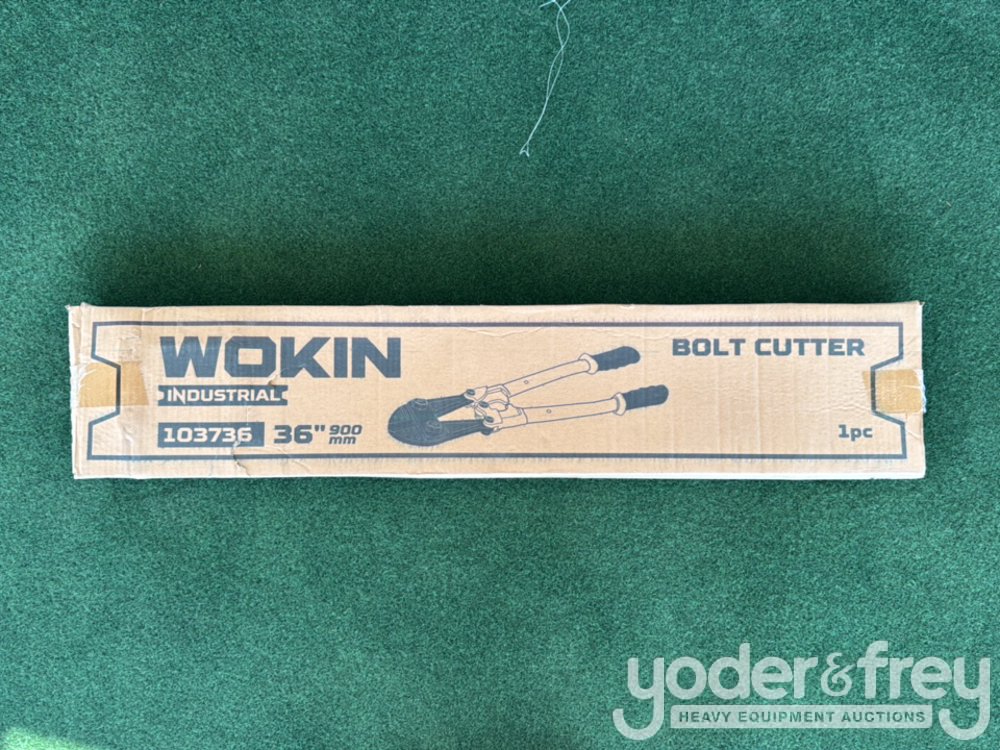 WOKIN
INDUSTRIAL
103736 36" 900 mm
BOLT CUTTER
1pc
yoder&frey
HEAVY EQUIPMENT AUCTIONS